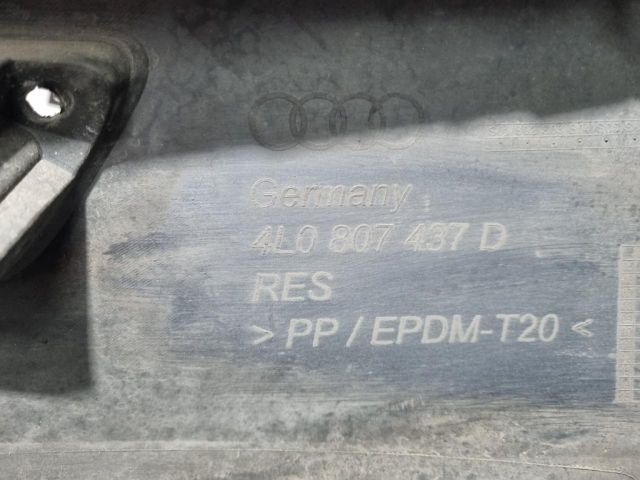 Germany
4L0 807 437 D
RES
> PP / EPDM-T20 <